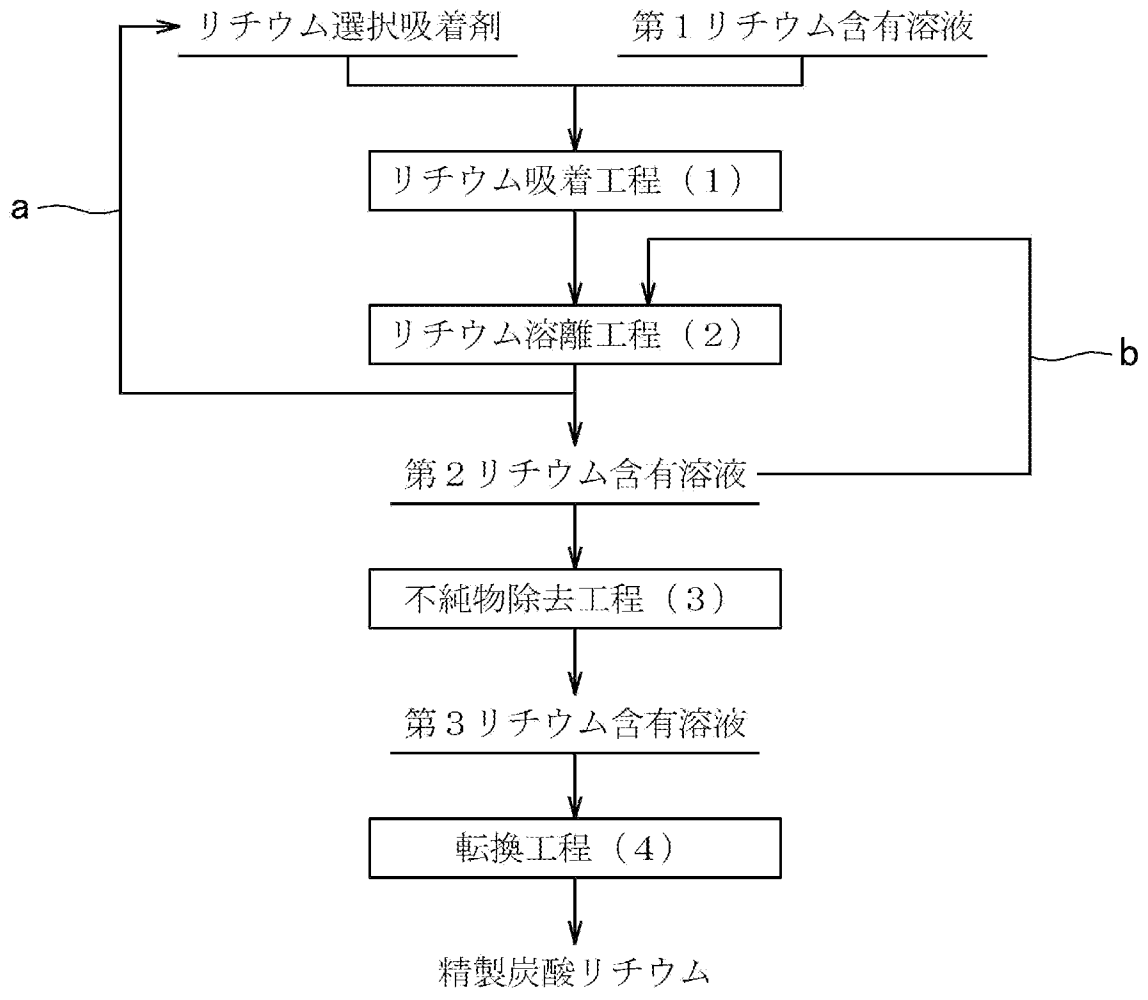 リチウム選択吸着剤
第1リチウム含有溶液
リチウム吸着工程(1)
a
リチウム溶離工程(2)
b
第2リチウム含有溶液
不純物除去工程(3)
第3リチウム含有溶液
転換工程(4)
精製炭酸リチウム